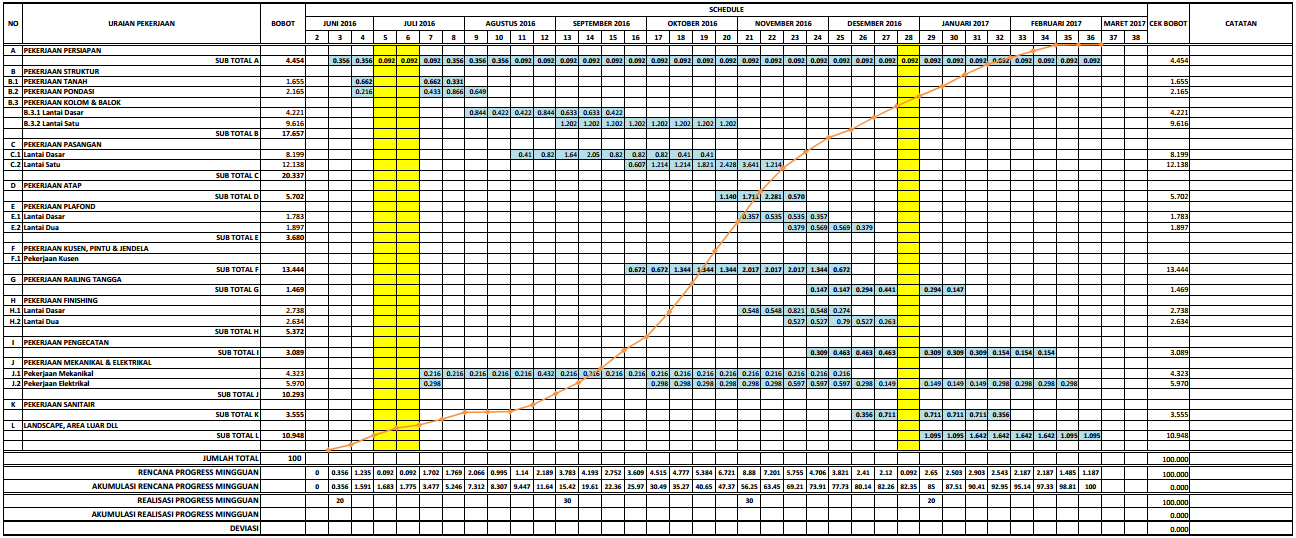 NO URAIAN PEKERJAAN BOBOT SCHEDULE CEK BOBOT CATATAN
JUNI 2016 JULI 2016 AGUSTUS 2016 SEPTEMBER 2016 OKTOBER 2016 NOVEMBER 2016 DESEMBER 2016 JANUARI 2017 FEBRUARI 2017 MARET 2017
2 3 4 5 6 7 8 9 10 11 12 13 14 15 16 17 18 19 20 21 22 23 24 25 26 27 28 29 30 31 32 33 34 35 36 37 38
A PEKERJAAN PERSIAPAN
SUB TOTAL A 4.454 0.356 0.356 0.092 0.092 0.092 0.356 0.356 0.356 0.092 0.092 0.092 0.092 0.092 0.092 0.092 0.092 0.092 0.092 0.092 0.092 0.092 0.092 0.092 0.092 0.092 0.092 0.092 0.092 0.092 0.092 0.092 0.092 0.092 0.092 4.454
B PEKERJAAN STRUKTUR
B.1 PEKERJAAN TANAH 1.655 0.662 0.662 0.331 1.655
B.2 PEKERJAAN PONDASI 2.165 0.216 0.433 0.866 0.649 2.165
B.3 PEKERJAAN KOLOM & BALOK
B.3.1 Lantai Dasar 4.221 0.844 0.422 0.422 0.844 0.633 0.633 0.422 4.221
B.3.2 Lantai Satu 9.616 1.202 1.202 1.202 1.202 1.202 1.202 1.202 1.202 9.616
SUB TOTAL B 17.657
C PEKERJAAN PASANGAN
C.1 Lantai Dasar 8.199 0.41 0.82 1.64 2.05 0.82 0.82 0.82 0.41 0.41 8.199
C.2 Lantai Satu 12.138 0.607 1.214 1.214 1.821 2.428 3.641 1.214 12.138
SUB TOTAL C 20.337
D PEKERJAAN ATAP
SUB TOTAL D 5.702 1.140 1.711 2.281 0.570 5.702
E PEKERJAAN PLAFOND
E.1 Lantai Dasar 1.783 0.357 0.535 0.535 0.357 1.783
E.2 Lantai Dua 1.897 0.379 0.569 0.569 0.379 1.897
SUB TOTAL E 3.680
F PEKERJAAN KUSEN, PINTU & JENDELA
F.1 Pekerjaan Kusen
SUB TOTAL F 13.444 0.672 0.672 1.344 1.344 1.344 2.017 2.017 2.017 1.344 0.672 13.444
G PEKERJAAN RAILING TANGGA
SUB TOTAL G 1.469 0.147 0.147 0.294 0.441 0.294 0.147 1.469
H PEKERJAAN FINISHING
H.1 Lantai Dasar 2.738 0.548 0.548 0.821 0.548 0.274 2.738
H.2 Lantai Dua 2.634 0.527 0.527 0.79 0.527 0.263 2.634
SUB TOTAL H 5.372
I PEKERJAAN PENGECATAN
SUB TOTAL I 3.089 0.309 0.463 0.463 0.463 0.309 0.309 0.309 0.154 0.154 0.154 3.089
J PEKERJAAN MEKANIKAL & ELEKTRIKAL
J.1 Pekerjaan Mekanikal 4.323 0.216 0.216 0.216 0.216 0.216 0.432 0.216 0.216 0.216 0.216 0.216 0.216 0.216 0.216 0.216 0.216 0.216 0.216 0.216 4.323
J.2 Pekerjaan Elektrikal 5.970 0.298 0.298 0.298 0.298 0.298 0.298 0.298 0.597 0.597 0.298 0.149 0.149 0.149 0.149 0.298 0.298 0.298 0.298 5.970
SUB TOTAL J 10.293
K PEKERJAAN SANITAIR
SUB TOTAL K 3.555 0.356 0.711 0.711 0.711 0.711 0.356 3.555
L LANDSCAPE, AREA LUAR DLL
SUB TOTAL L 10.948 1.095 1.095 1.642 1.642 1.642 1.642 1.095 1.095 10.948
JUMLAH TOTAL 100 100.000
RENCANA PROGRESS MINGGUAN 0 0.356 1.235 0.092 0.092 1.702 1.769 2.066 0.995 1.14 2.189 3.783 4.193 2.752 3.609 4.515 4.777 5.384 6.721 8.88 7.201 5.755 4.706 3.821 2.41 2.12 0.092 2.65 2.503 2.903 2.543 2.187 2.187 1.485 1.187 100.000
AKUMULASI RENCANA PROGRESS MINGGUAN 0 0.356 1.591 1.683 1.775 3.477 5.246 7.312 8.307 9.447 11.64 15.42 19.61 22.36 25.97 30.49 35.27 40.65 47.37 56.25 63.45 69.21 73.91 77.73 80.14 82.26 82.35 85 87.51 90.41 92.95 95.14 97.33 98.81 100 0.000
REALISASI PROGRESS MINGGUAN 20 30 30 20 100.000
AKUMULASI REALISASI PROGRESS MINGGUAN 0.000
DEVIASI 0.000